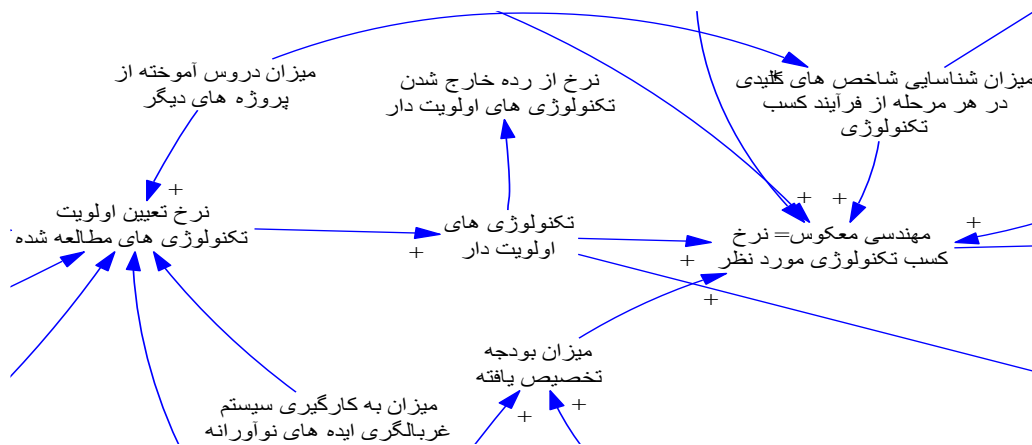 میزان دروس آموخته از
پروژه های دیگر
نرخ از رده خارج شدن
تکنولوژی های اولویت دار
میزان شناسایی شاخص های کلیدی
در هر مرحله از فرآیند کسب
تکنولوژی
+
+
+
نرخ تعیین اولویت
تکنولوژی های مطالعه شده
+
تکنولوژی های
اولویت دار
+
مهندسی معکوس= نرخ
کسب تکنولوژی مورد نظر
+
+
میزان بودجه
تخصیص یافته
+
+
میزان به کارگیری سیستم
غربالگری ایده های نوآورانه